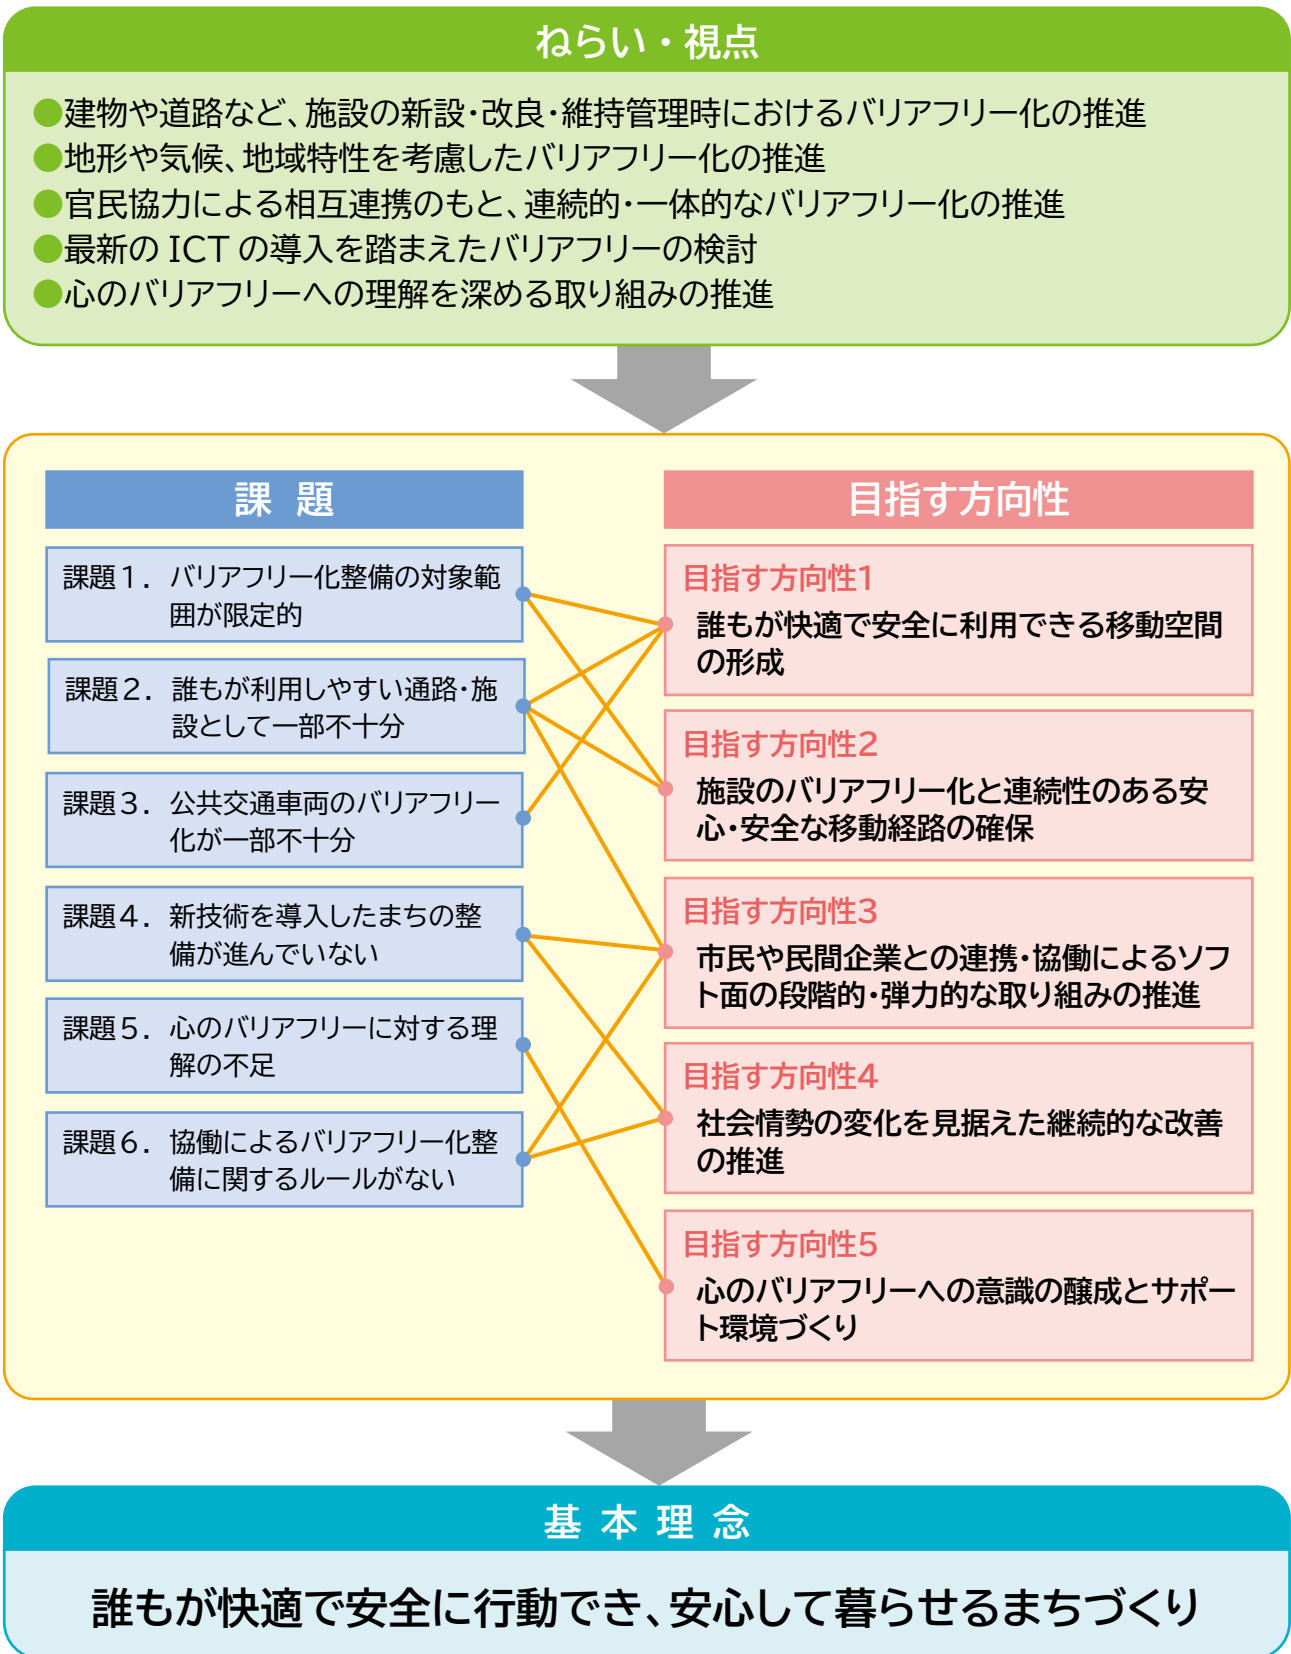 ねらい・視点
●建物や道路など、施設の新設・改良・維持管理時におけるバリアフリー化の推進
●地形や気候、地域特性を考慮したバリアフリー化の推進
●官民協力による相互連携のもと、連続的・一体的なバリアフリー化の推進
●最新の ICT の導入を踏まえたバリアフリーの検討
●心のバリアフリーへの理解を深める取り組みの推進
課 題
課題１．バリアフリー化整備の対象範
囲が限定的
課題２．誰もが利用しやすい通路・施
設として一部不十分
課題３．公共交通車両のバリアフリー
化が一部不十分
課題４．新技術を導入したまちの整
備が進んでいない
課題５．心のバリアフリーに対する理
解の不足
課題６．協働によるバリアフリー化整
備に関するルールがない
目指す方向性
目指す方向性1
誰もが快適で安全に利用できる移動空間
の形成
目指す方向性2
施設のバリアフリー化と連続性のある安
心・安全な移動経路の確保
目指す方向性3
市民や民間企業との連携・協働によるソフ
ト面の段階的・弾力的な取り組みの推進
目指す方向性4
社会情勢の変化を見据えた継続的な改善
の推進
目指す方向性5
心のバリアフリーへの意識の醸成とサポー
ト環境づくり
基 本 理 念
誰もが快適で安全に行動でき、安心して暮らせるまちづくり